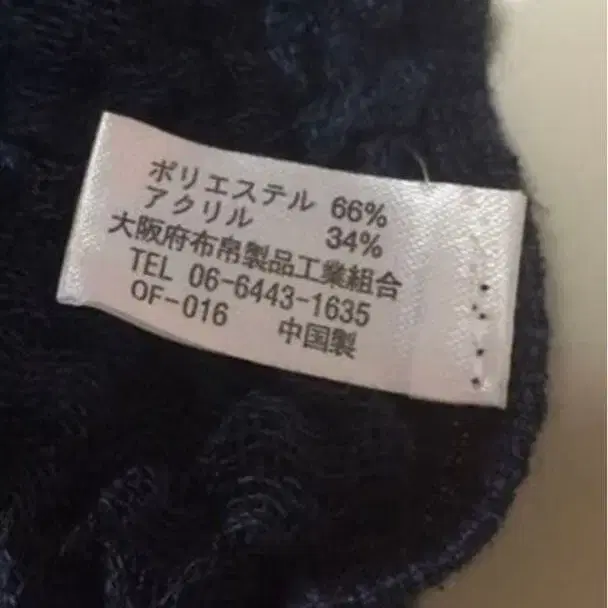 ポリエステル 66%
アクリル 34%
大阪府布帛製品工業組合
TEL 06-6443-1635
OF-016 中国製